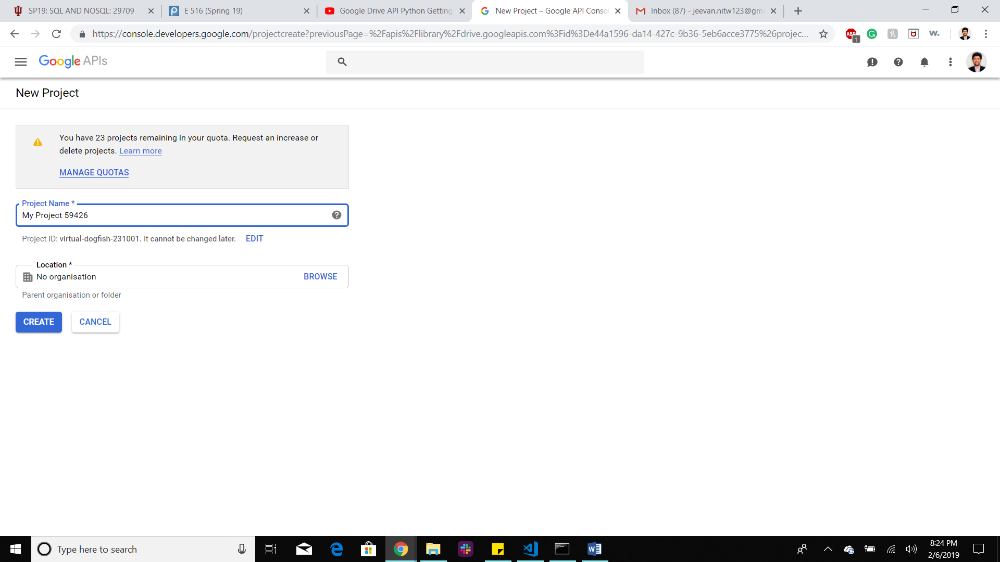 SP19: SQL AND NOSQL: 29709
E 516 (Spring 19)
Google Drive API Python Getting
New Project – Google API Conso
Inbox (87) - jeevan.nitw123@gm
https://console.developers.google.com/projectcreate?previousPage=%2Fapis%2Flibrary%2Fdrive.googleapis.com%3Fid%3De44a1596-da14-427c-9b36-5eb6acce3775%26projec...
ABP
1
w.
Google APIs
New Project
You have 23 projects remaining in your quota. Request an increase or
delete projects. Learn more
MANAGE QUOTAS
Project Name *
My Project 59426
Project ID: virtual-dogfish-231001. It cannot be changed later. EDIT
Location *
No organisation
BROWSE
Parent organisation or folder
CREATE
CANCEL
Type here to search
8:24 PM
2/6/2019